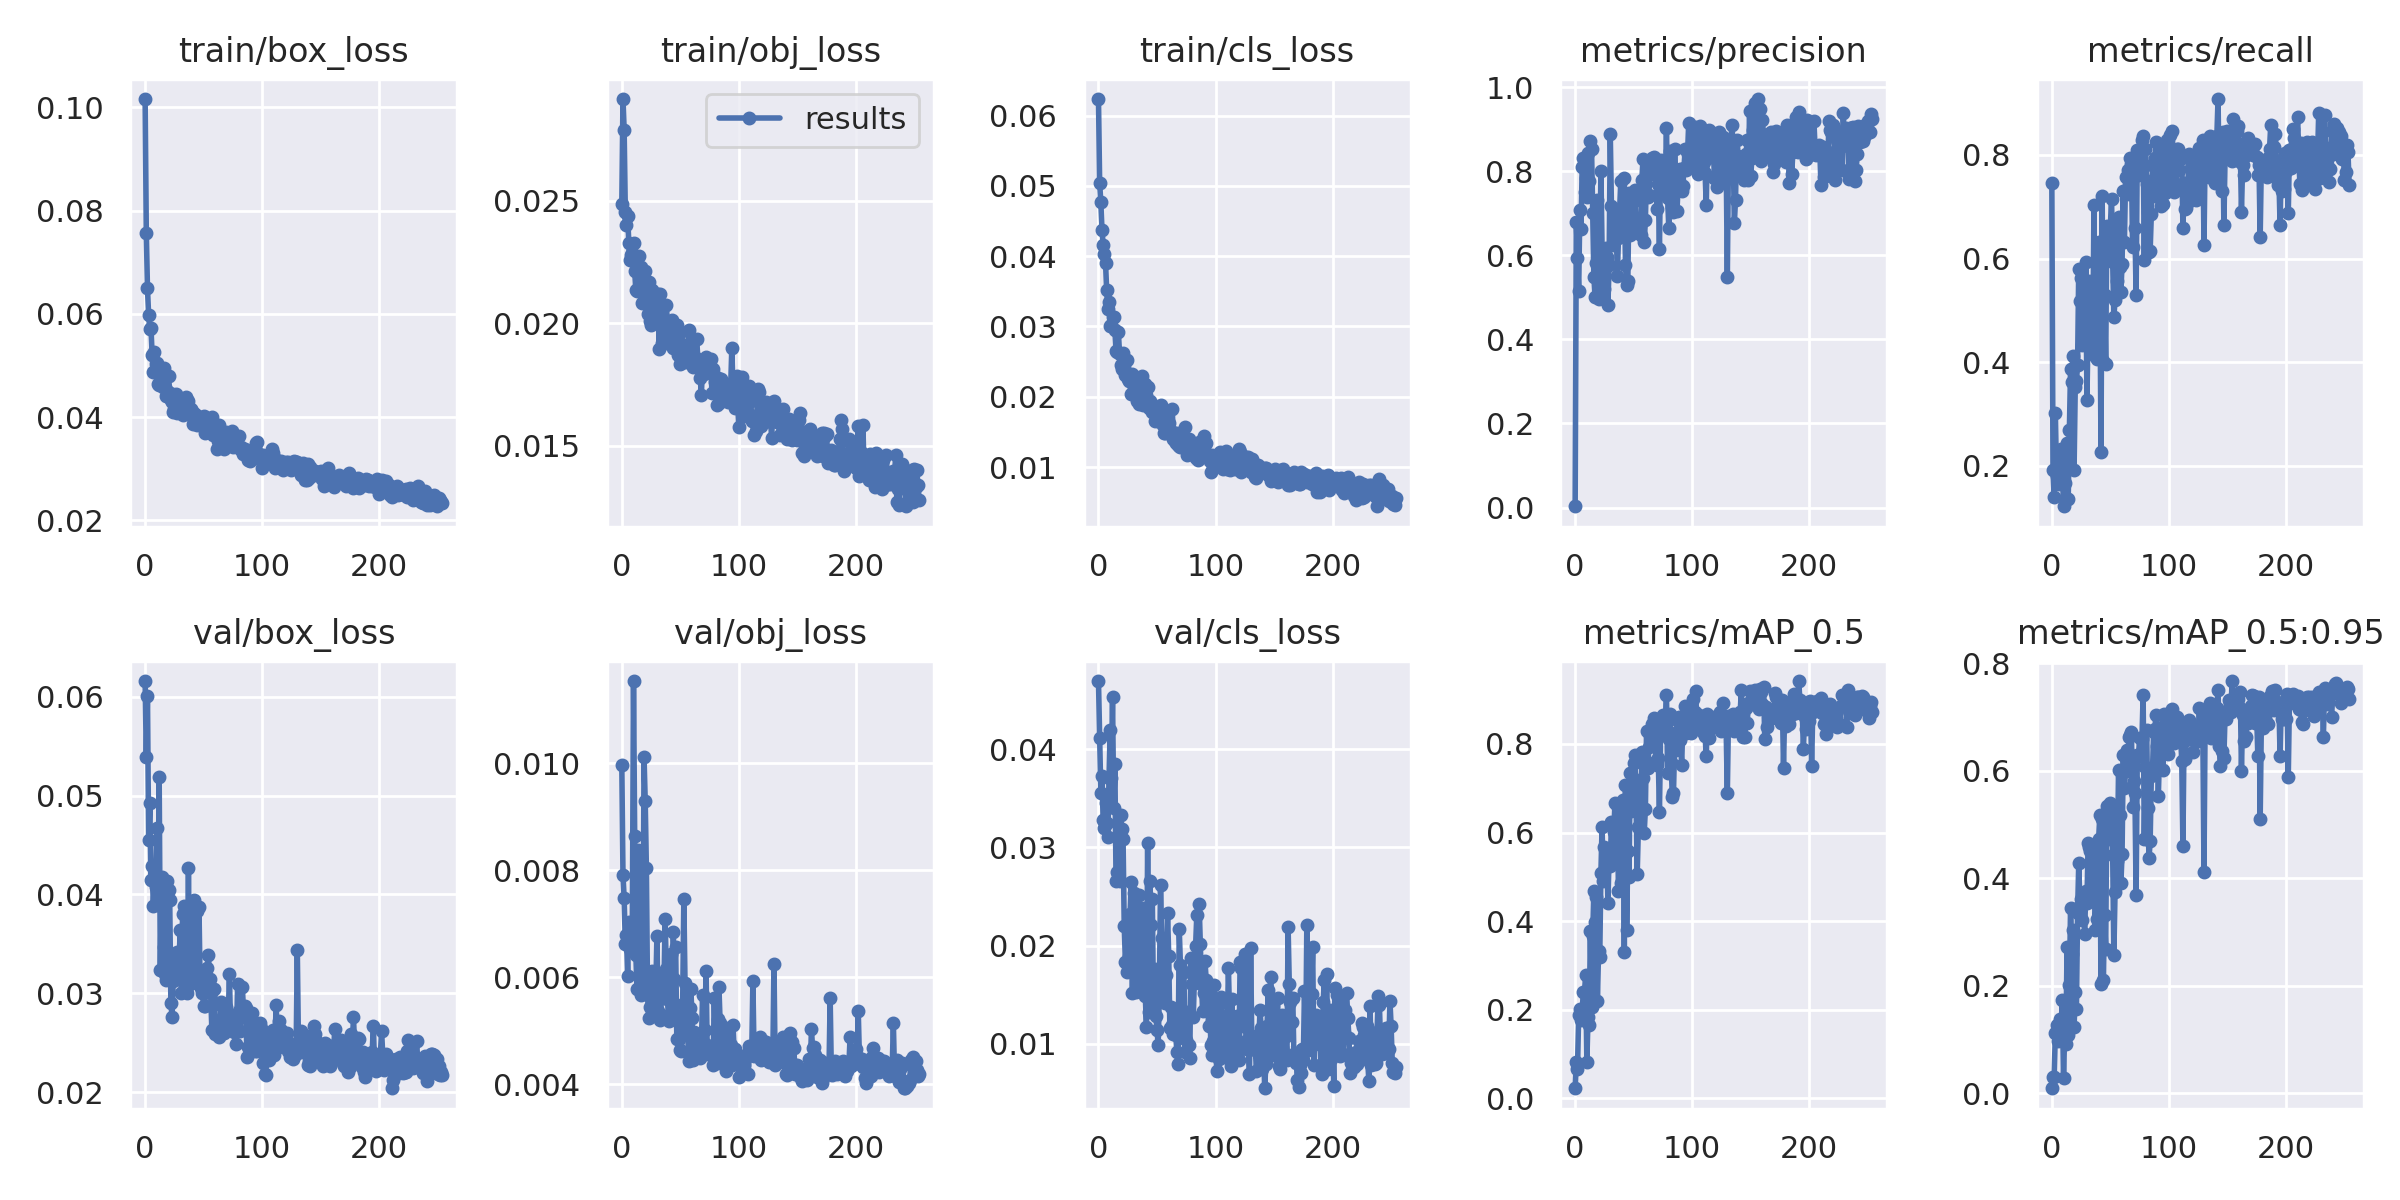 train/box_loss
train/obj_loss
train/cls_loss
metrics/precision
metrics/recall
0.10
0.08
0.06
0.04
0.02
0 100 200
results
0.025
0.020
0.015
0 100 200
0.06
0.05
0.04
0.03
0.02
0.01
0 100 200
1.0
0.8
0.6
0.4
0.2
0.0
0 100 200
0.8
0.6
0.4
0.2
0 100 200
val/box_loss
val/obj_loss
val/cls_loss
metrics/mAP_0.5
metrics/mAP_0.5:0.95
0.06
0.05
0.04
0.03
0.02
0 100 200
0.010
0.008
0.006
0.004
0 100 200
0.04
0.03
0.02
0.01
0 100 200
0.8
0.6
0.4
0.2
0.0
0 100 200
0.8
0.6
0.4
0.2
0.0
0 100 200